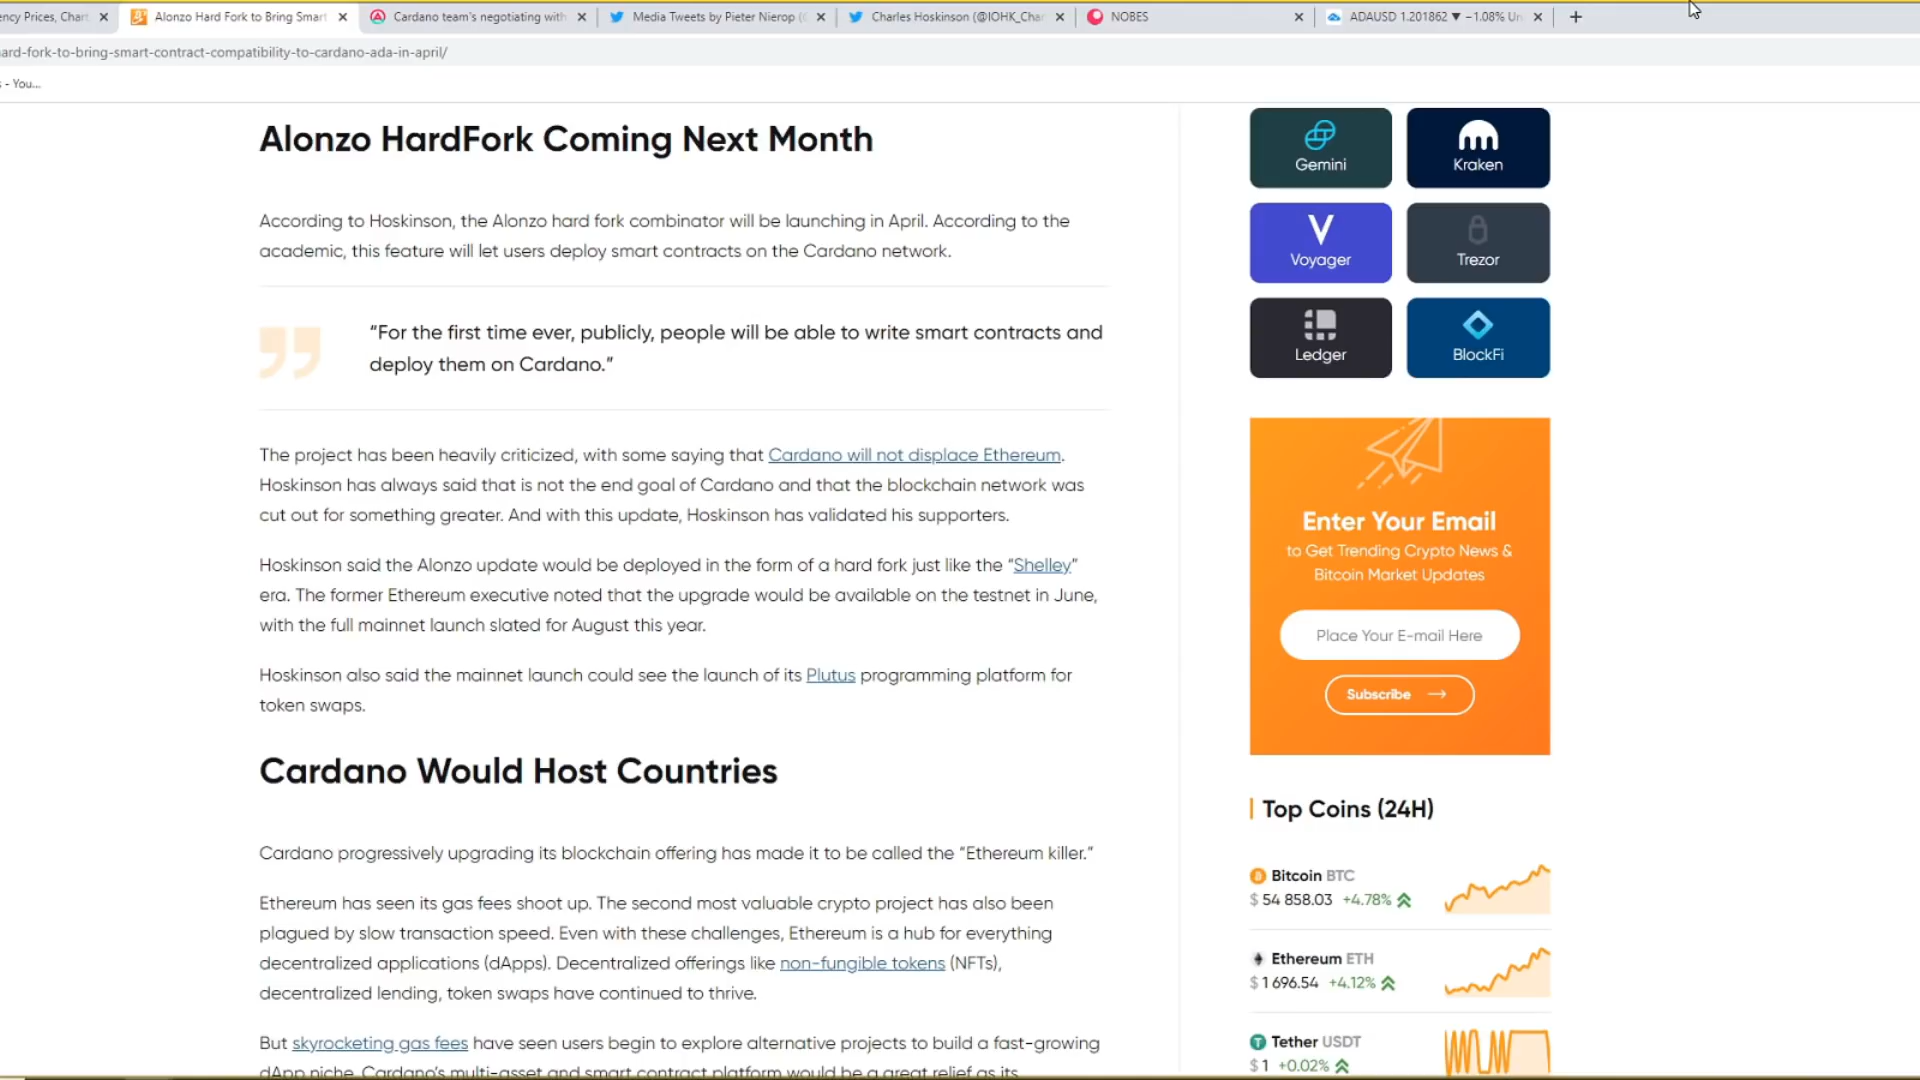 ency Prices, Chart
Alonzo Hard Fork to Bring Smart
Cardano team's negotiating with
Media Tweets by Pieter Nierop (
Charles Hoskinson (@IOHK_Char
NOBES
ADAUSD 1.201862 ▼ −1.08% Un
ard-fork-to-bring-smart-contract-compatibility-to-cardano-ada-in-april/
s - You...
Alonzo HardFork Coming Next Month
According to Hoskinson, the Alonzo hard fork combinator will be launching in April. According to the
academic, this feature will let users deploy smart contracts on the Cardano network.
“For the first time ever, publicly, people will be able to write smart contracts and
deploy them on Cardano.”
The project has been heavily criticized, with some saying that Cardano will not displace Ethereum.
Hoskinson has always said that is not the end goal of Cardano and that the blockchain network was
cut out for something greater. And with this update, Hoskinson has validated his supporters.
Hoskinson said the Alonzo update would be deployed in the form of a hard fork just like the “Shelley”
era. The former Ethereum executive noted that the upgrade would be available on the testnet in June,
with the full mainnet launch slated for August this year.
Hoskinson also said the mainnet launch could see the launch of its Plutus programming platform for
token swaps.
Cardano Would Host Countries
Cardano progressively upgrading its blockchain offering has made it to be called the “Ethereum killer.”
Ethereum has seen its gas fees shoot up. The second most valuable crypto project has also been
plagued by slow transaction speed. Even with these challenges, Ethereum is a hub for everything
decentralized applications (dApps). Decentralized offerings like non-fungible tokens (NFTs),
decentralized lending, token swaps have continued to thrive.
But skyrocketing gas fees have seen users begin to explore alternative projects to build a fast-growing
dApp niche. Cardano's multi-asset and smart contract platform would be a great relief as its
Gemini
Kraken
Voyager
Trezor
Ledger
BlockFi
Enter Your Email
to Get Trending Crypto News &
Bitcoin Market Updates
Place Your E-mail Here
Subscribe
Top Coins (24H)
Bitcoin BTC
$ 54 858.03 +4.78%
Ethereum ETH
$ 1 696.54 +4.12%
Tether USDT
$ 1 +0.02%